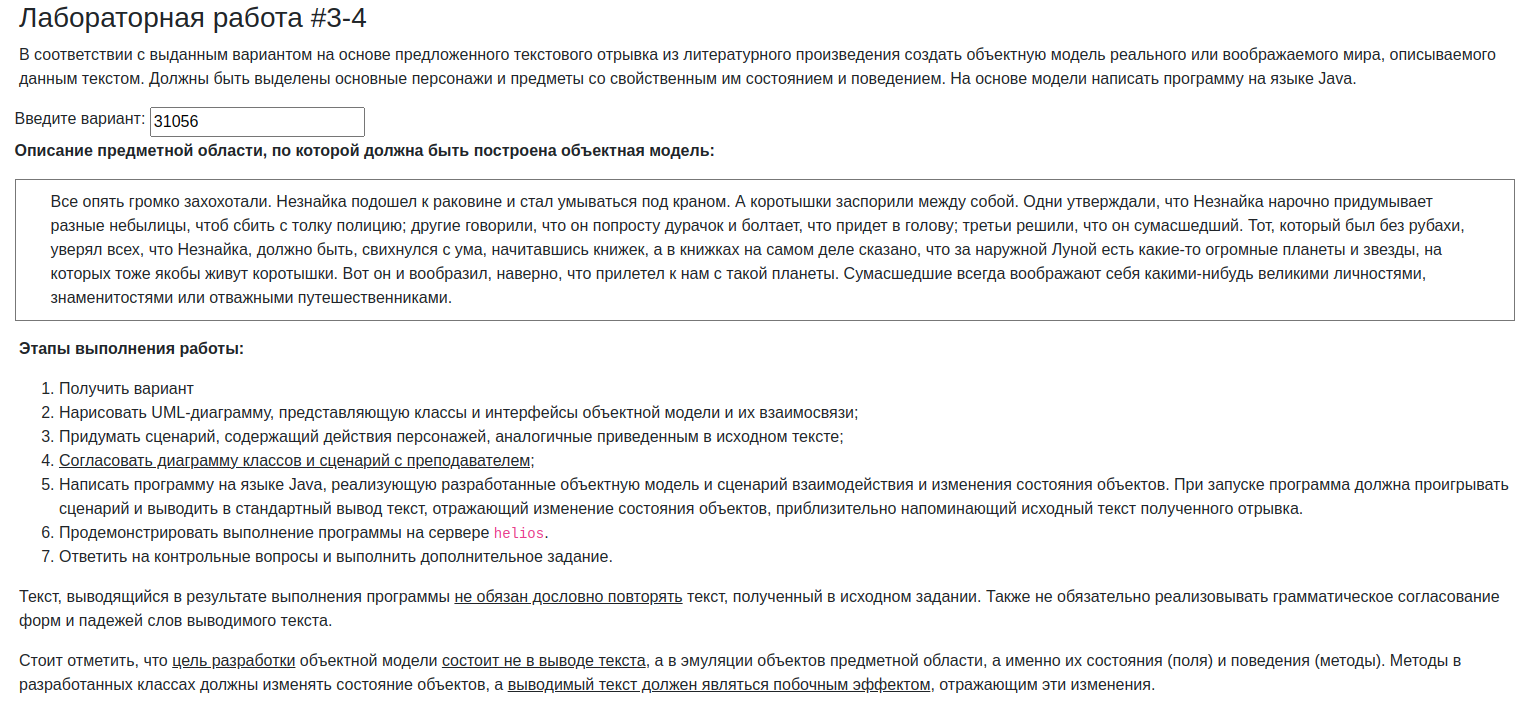 Лабораторная работа #3-4
В соответствии с выданным вариантом на основе предложенного текстового отрывка из литературного произведения создать объектную модель реального или воображаемого мира, описываемого
данным текстом. Должны быть выделены основные персонажи и предметы со свойственным им состоянием и поведением. На основе модели написать программу на языке Java.
Введите вариант: 31056
Описание предметной области, по которой должна быть построена объектная модель:
Все опять громко захохотали. Незнайка подошел к раковине и стал умываться под краном. А коротышки заспорили между собой. Одни утверждали, что Незнайка нарочно придумывает
разные небылицы, чтоб сбить с толку полицию; другие говорили, что он попросту дурачок и болтает, что придет в голову; третьи решили, что он сумасшедший. Тот, который был без рубахи,
уверял всех, что Незнайка, должно быть, свихнулся с ума, начитавшись книжек, а в книжках на самом деле сказано, что за наружной Луной есть какие-то огромные планеты и звезды, на
которых тоже якобы живут коротышки. Вот он и вообразил, наверно, что прилетел к нам с такой планеты. Сумасшедшие всегда воображают себя какими-нибудь великими личностями,
знаменитостями или отважными путешественниками.
Этапы выполнения работы:
1. Получить вариант
2. Нарисовать UML-диаграмму, представляющую классы и интерфейсы объектной модели и их взаимосвязи;
3. Придумать сценарий, содержащий действия персонажей, аналогичные приведенным в исходном тексте;
4. Согласовать диаграмму классов и сценарий с преподавателем;
5. Написать программу на языке Java, реализующую разработанные объектную модель и сценарий взаимодействия и изменения состояния объектов. При запуске программа должна проигрывать
сценарий и выводить в стандартный вывод текст, отражающий изменение состояния объектов, приблизительно напоминающий исходный текст полученного отрывка.
6. Продемонстрировать выполнение программы на сервере helios.
7. Ответить на контрольные вопросы и выполнить дополнительное задание.
Текст, выводящийся в результате выполнения программы не обязан дословно повторять текст, полученный в исходном задании. Также не обязательно реализовывать грамматическое согласование
форм и падежей слов выводимого текста.
Стоит отметить, что цель разработки объектной модели состоит не в выводе текста, а в эмуляции объектов предметной области, а именно их состояния (поля) и поведения (методы). Методы в
разработанных классах должны изменять состояние объектов, а выводимый текст должен являться побочным эффектом, отражающим эти изменения.